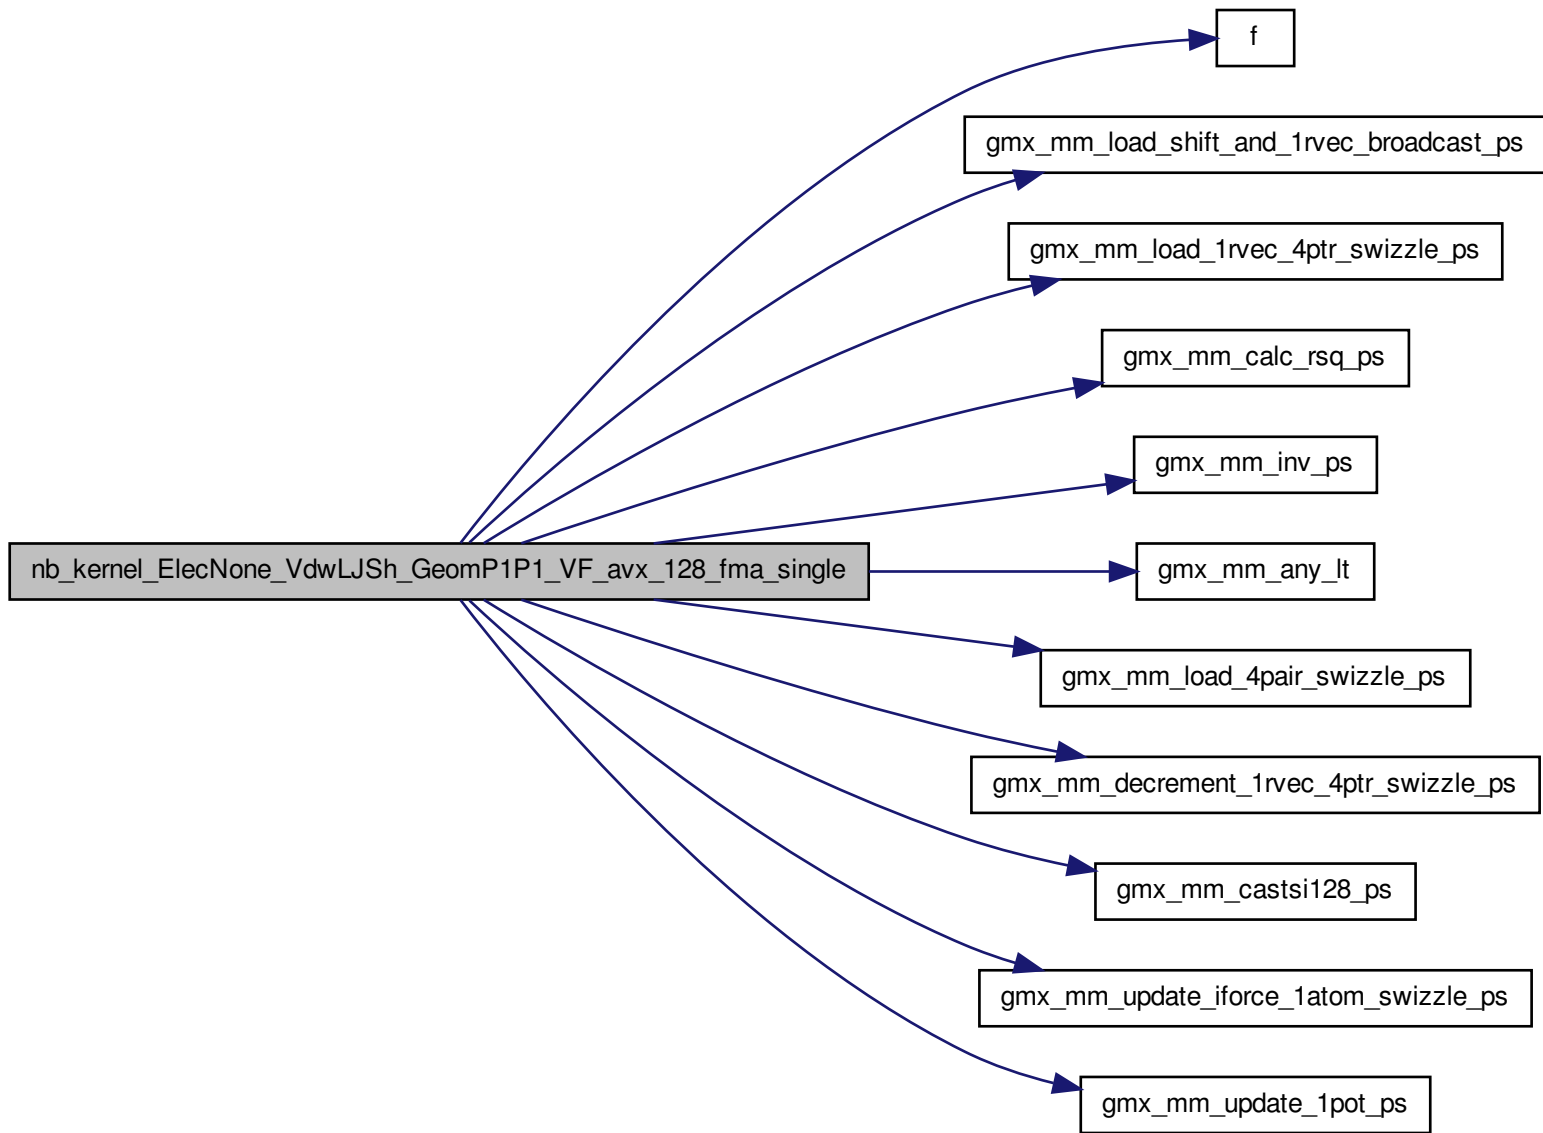 f
gmx_mm_load_shift_and_1rvec_broadcast_ps
gmx_mm_load_1rvec_4ptr_swizzle_ps
gmx_mm_calc_rsq_ps
gmx_mm_inv_ps
nb_kernel_ElecNone_VdwLJSh_GeomP1P1_VF_avx_128_fma_single
gmx_mm_any_lt
gmx_mm_load_4pair_swizzle_ps
gmx_mm_decrement_1rvec_4ptr_swizzle_ps
gmx_mm_castsi128_ps
gmx_mm_update_iforce_1atom_swizzle_ps
gmx_mm_update_1pot_ps